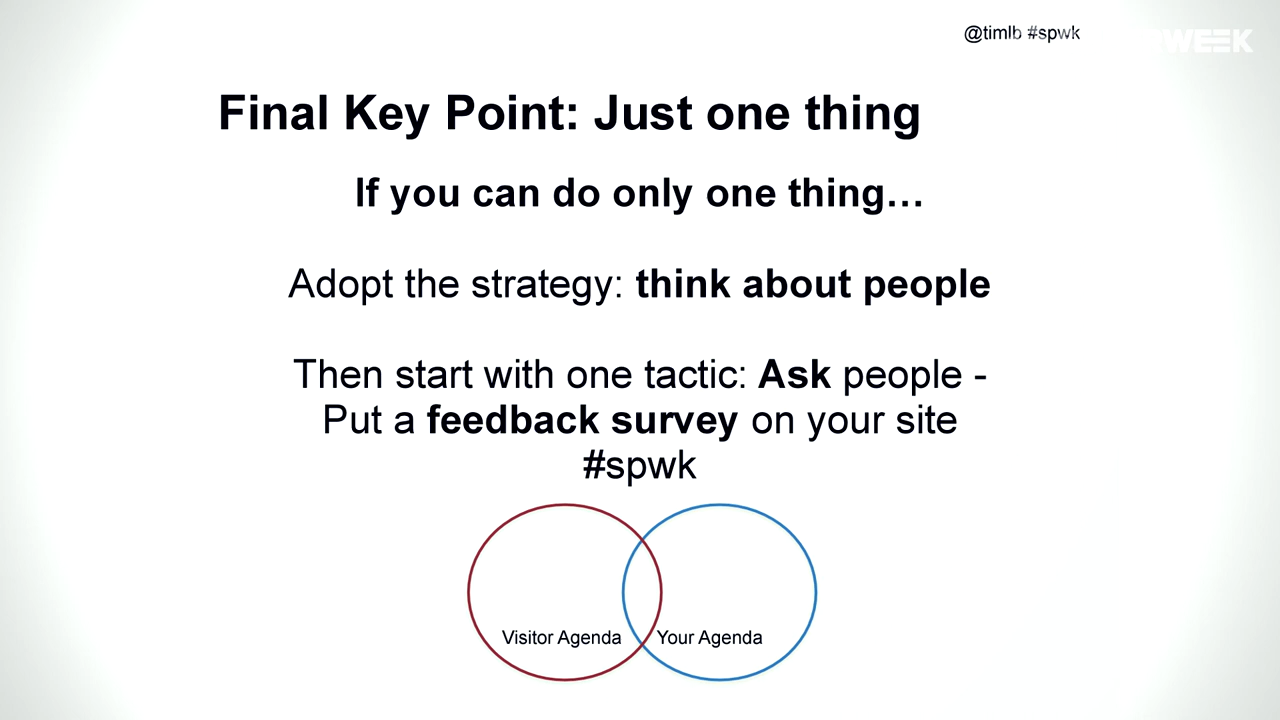 @timlb #spwk
WEEK
Final Key Point: Just one thing
If you can do only one thing…
Adopt the strategy: think about people
Then start with one tactic: Ask people -
Put a feedback survey on your site
#spwk
Visitor Agenda
Your Agenda